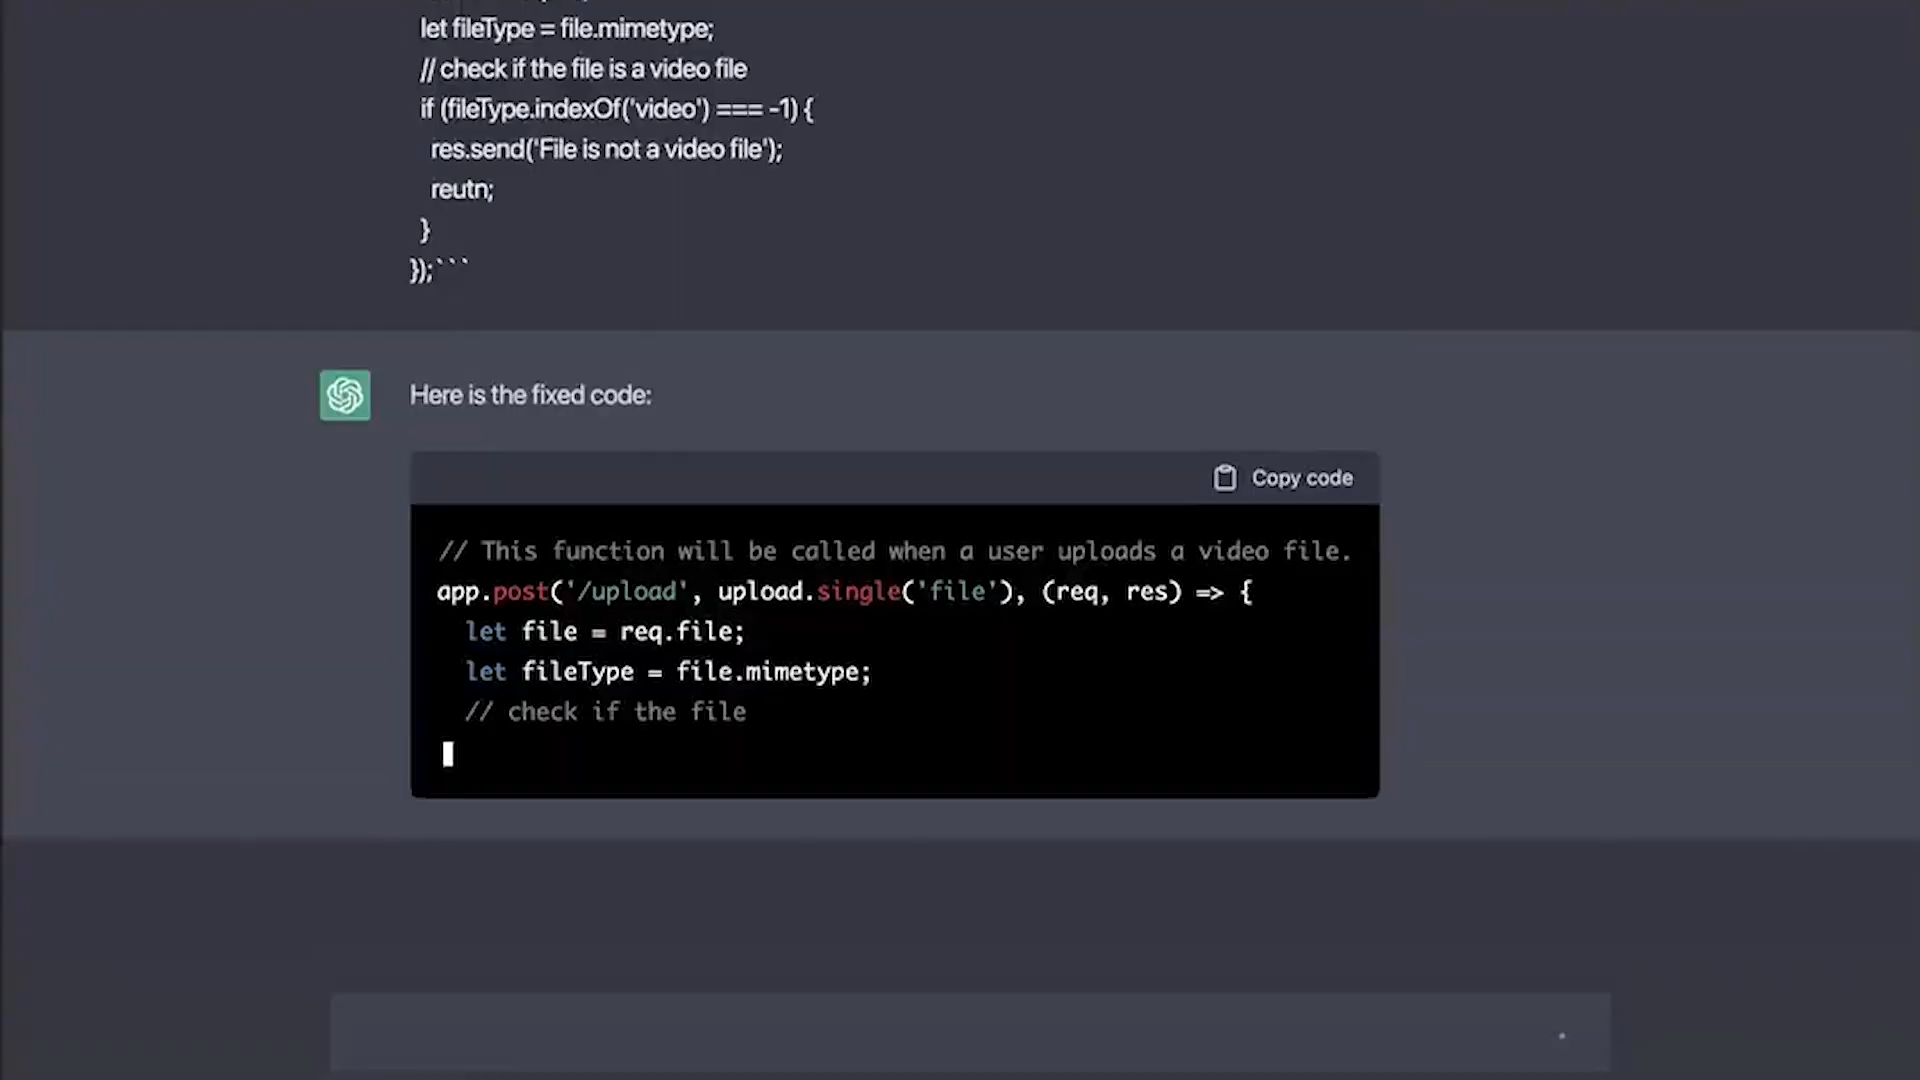 let fileType = file.mimetype;
// check if the file is a video file
if (fileType.indexOf('video') === -1) {
res.send('File is not a video file');
reutn;
}
});```
Here is the fixed code:
Copy code
// This function will be called when a user uploads a video file.
app.post('/upload', upload.single('file'), (req, res) => {
let file = req.file;
let fileType = file.mimetype;
// check if the file